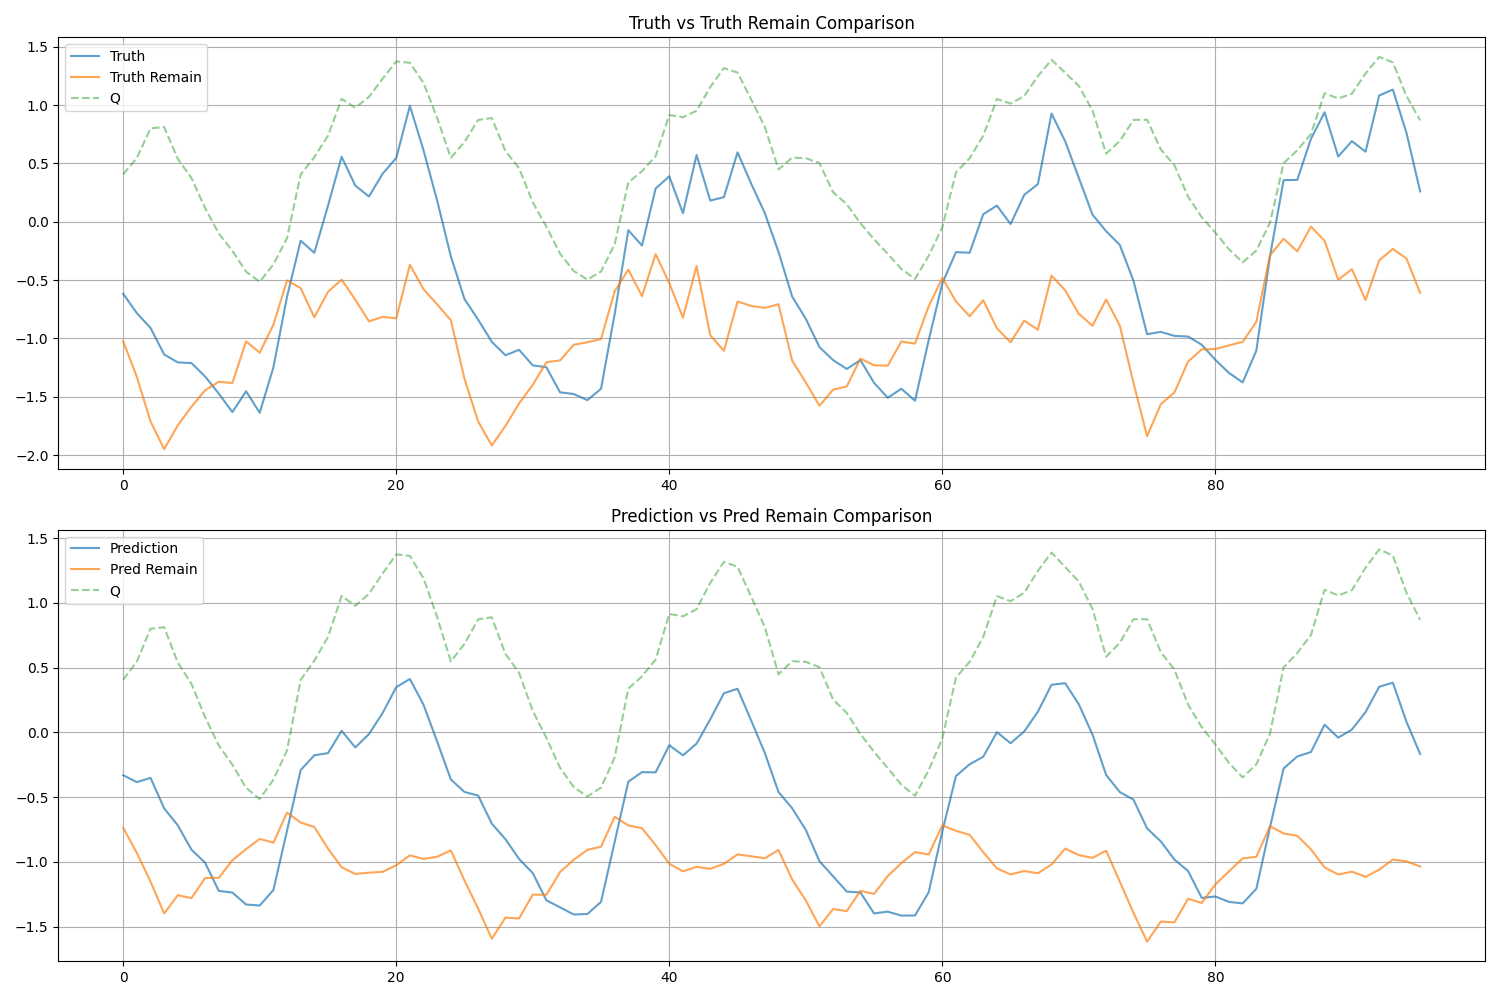 Truth vs Truth Remain Comparison
1.5
1.0
0.5
0.0
−0.5
−1.0
−1.5
−2.0
Truth
Truth Remain
Q
0 20 40 60 80
Prediction vs Pred Remain Comparison
1.5
1.0
0.5
0.0
−0.5
−1.0
−1.5
Prediction
Pred Remain
Q
0 20 40 60 80